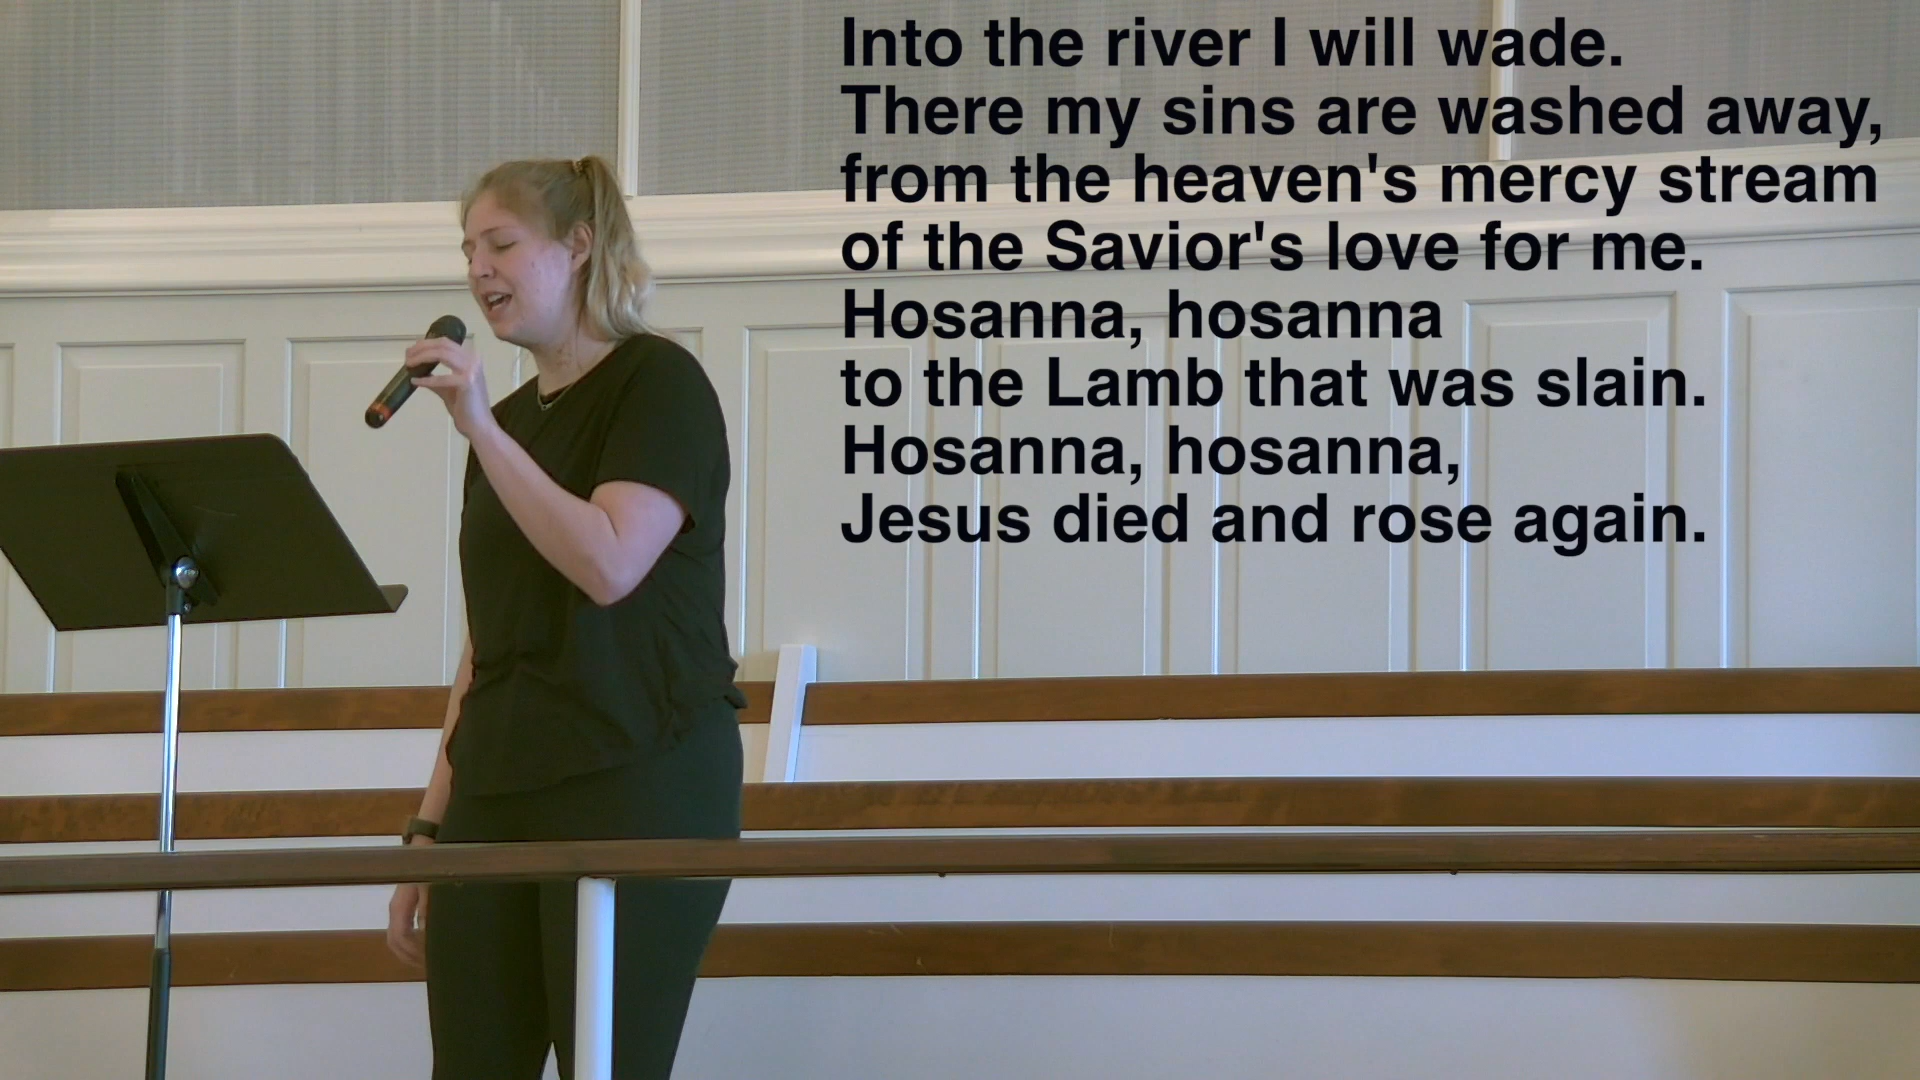 Into the river I will wade.
There my sins are washed away,
from the heaven's mercy stream
of the Savior's love for me.
Hosanna, hosanna
to the Lamb that was slain.
Hosanna, hosanna,
Jesus died and rose again.